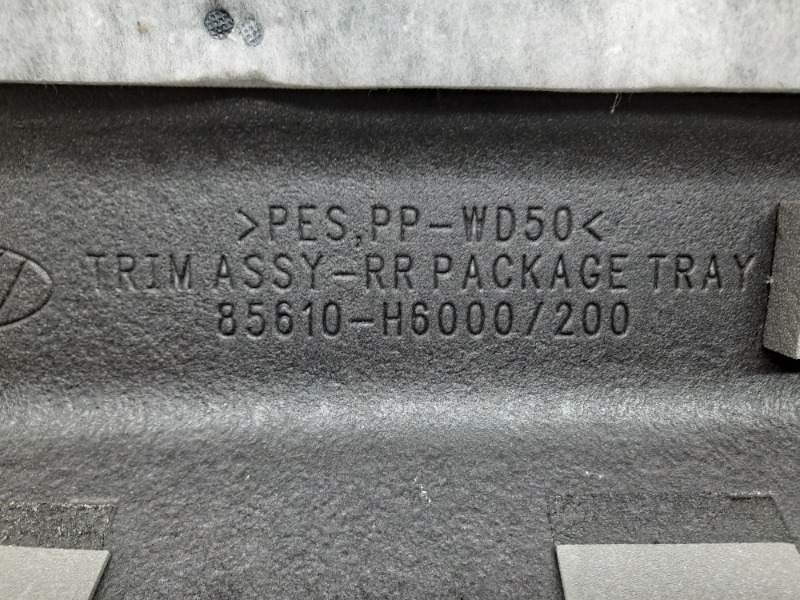 >PES,PP-WD50<
TRIM ASSY-RR PACKAGE TRAY
85610-H6000/200